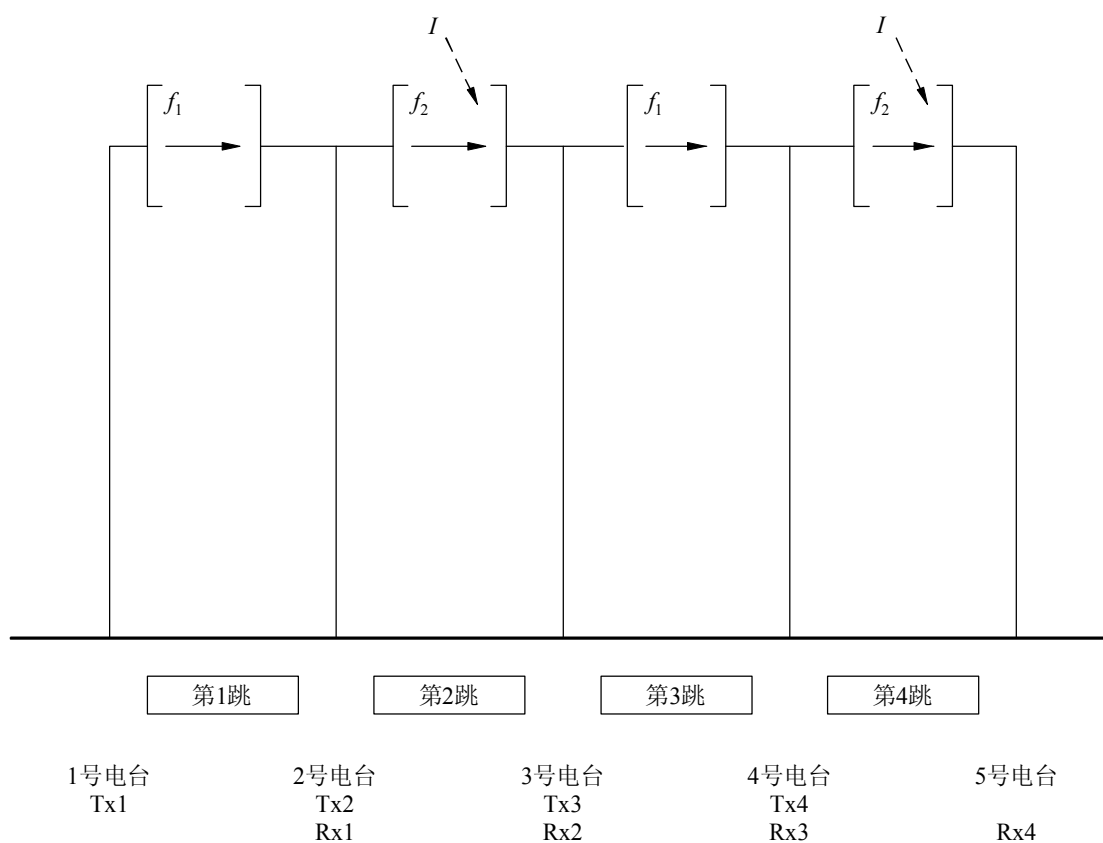 I
I
f1
f2
f1
f2
第1跳
第2跳
第3跳
第4跳
1号电台
Tx1
2号电台
Tx2
Rx1
3号电台
Tx3
Rx2
4号电台
Tx4
Rx3
5号电台
Rx4